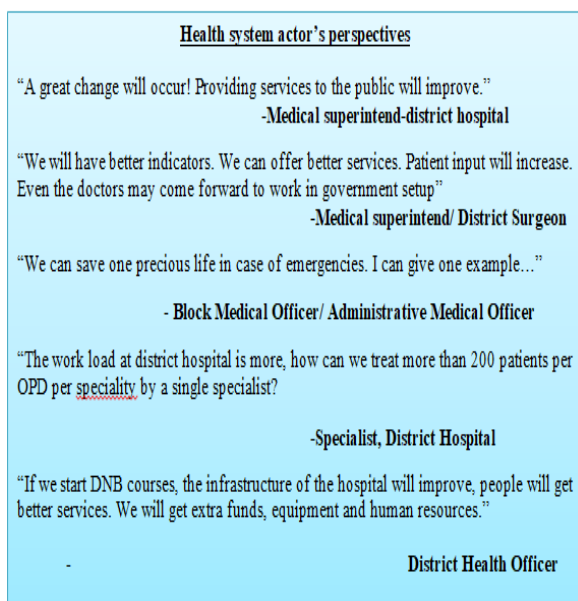 Health system actor's perspectives
“A great change will occur! Providing services to the public will improve.”
-Medical superintend-district hospital
“We will have better indicators. We can offer better services. Patient input will increase.
Even the doctors may come forward to work in government setup”
-Medical superintend/ District Surgeon
“We can save one precious life in case of emergencies. I can give one example…”
- Block Medical Officer/ Administrative Medical Officer
“The work load at district hospital is more, how can we treat more than 200 patients per
OPD per speciality by a single specialist?
-Specialist, District Hospital
“If we start DNB courses, the infrastructure of the hospital will improve, people will get
better services. We will get extra funds, equipment and human resources.”
- District Health Officer